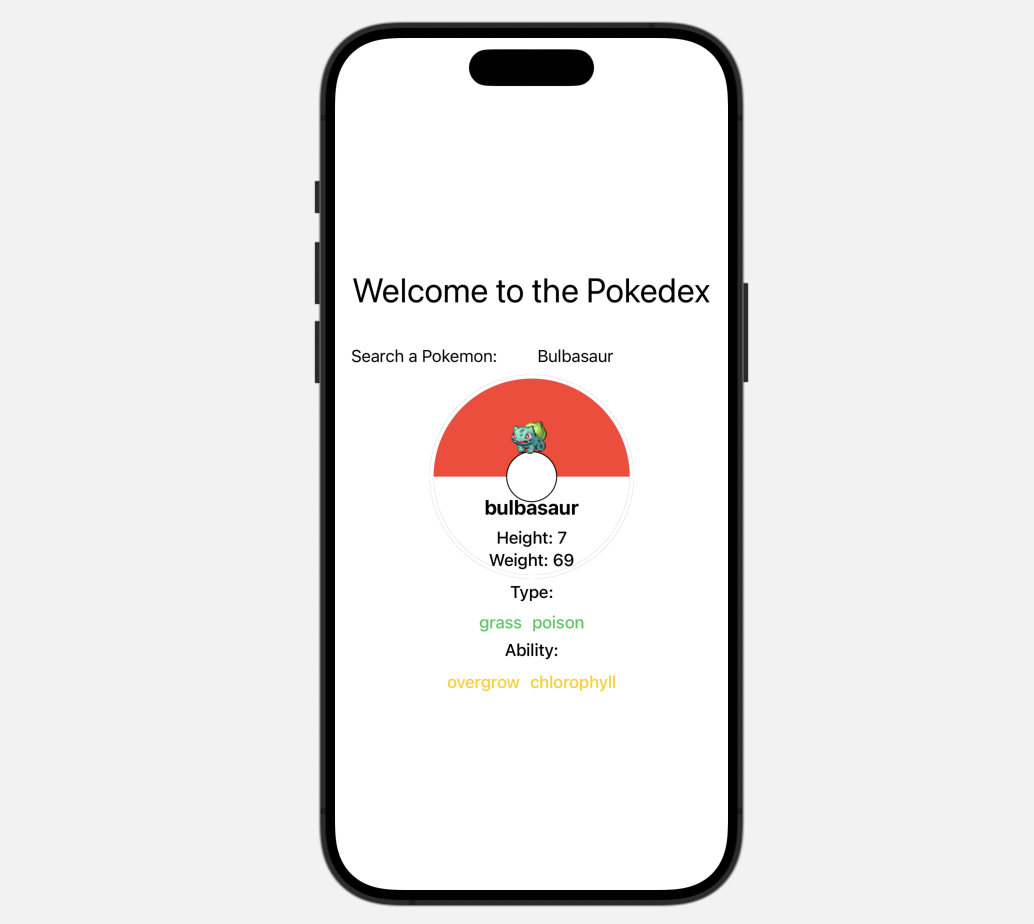 Welcome to the Pokedex
Search a Pokemon: Bulbasaur
bulbasaur
Height: 7
Weight: 69
Type:
grass poison
Ability:
overgrow chlorophyll